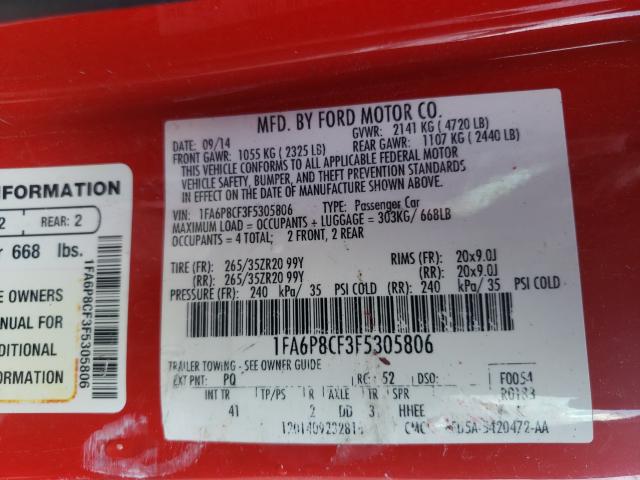 INFORMATION
2 REAR: 2
r 668 lbs.
E OWNERS
ANUAL FOR
DITIONAL
FORMATION
1FA6P8CF3F5305806
MFD. BY FORD MOTOR CO.
DATE: 09/14 GVWR: 2141 KG (4720 LB)
FRONT GAWR: 1055 KG (2325 LB) REAR GAWR: 1107 KG (2440 LB)
THIS VEHICLE CONFORMS TO ALL APPLICABLE FEDERAL MOTOR
VEHICLE SAFETY, BUMPER, AND THEFT PREVENTION STANDARDS
IN EFFECT ON THE DATE OF MANUFACTURE SHOWN ABOVE.
VIN: 1FA6P8CF3F5305806 TYPE: Passenger Car
MAXIMUM LOAD = OCCUPANTS + LUGGAGE = 303KG/ 668LB
OCCUPANTS = 4 TOTAL; 2 FRONT, 2 REAR
TIRE (FR): 265/35ZR20 99Y RIMS (FR): 20x9.0J
(RR): 265/35ZR20 99Y (RR): 20x9.0J
PRESSURE (FR): 240 kPa/ 35 PSI COLD (RR): 240 kPa/ 35 PSI COLD
1FA6P8CF3F5305806
TRAILER TOWING - SEE OWNER GUIDE
EXT PNT: PQ RC: 52 DSO: F0054
INT TR TP/PS R AXLE TR SPR R0183
41 2 DD 3 HHEE